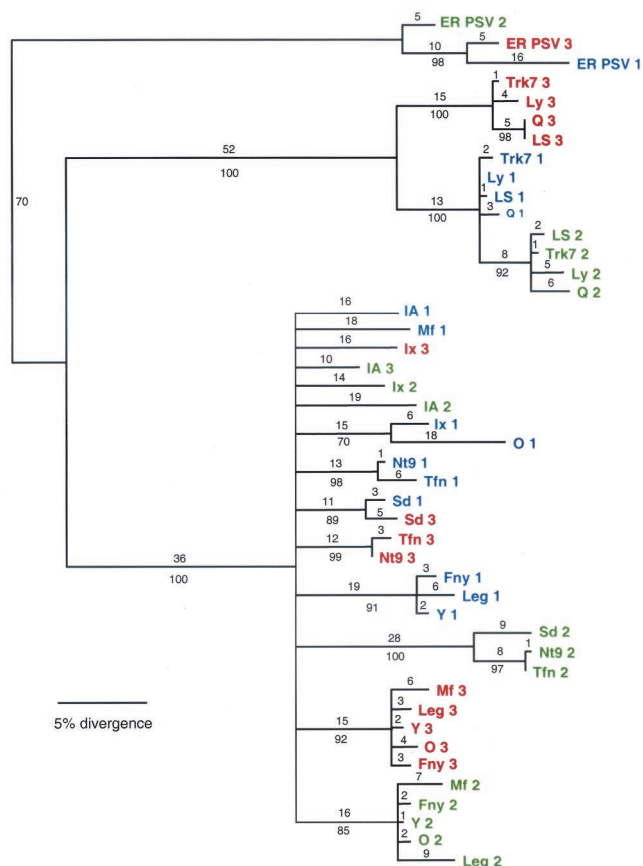 5
ER PSV 2
5
10
ER PSV 3
98
16
ER PSV 1
1
Trk7 3
15
4
Ly 3
100
Q 3
5
98
LS 3
52
2
Trk7 1
100
Ly 1
13
1
LS 1
100
3
Q 1
70
2
LS 2
8
1
Trk7 2
92
5
Ly 2
6
Q 2
16
IA 1
18
Mf 1
16
Ix 3
10
IA 3
14
Ix 2
19
IA 2
15
6
Ix 1
70
18
O 1
13
1
Nt9 1
98
6
Tfn 1
11
3
Sd 1
89
5
Sd 3
12
3
Tfn 3
99
Nt9 3
36
100
3
Fny 1
19
6
Leg 1
91
2
Y 1
9
Sd 2
28
1
100
8
Nt9 2
97
Tfn 2
6
Mf 3
3
Leg 3
15
2
Y 3
92
4
O 3
3
Fny 3
5% divergence
7
Mf 2
2
Fny 2
16
1
Y 2
85
2
O 2
9
Leg 2